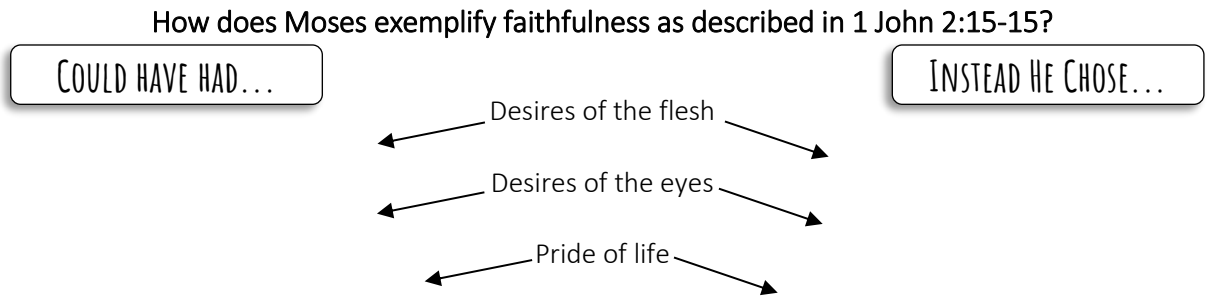 How does Moses exemplify faithfulness as described in 1 John 2:15-15?
Could have had...
Instead He Chose...
Desires of the flesh
Desires of the eyes
Pride of life